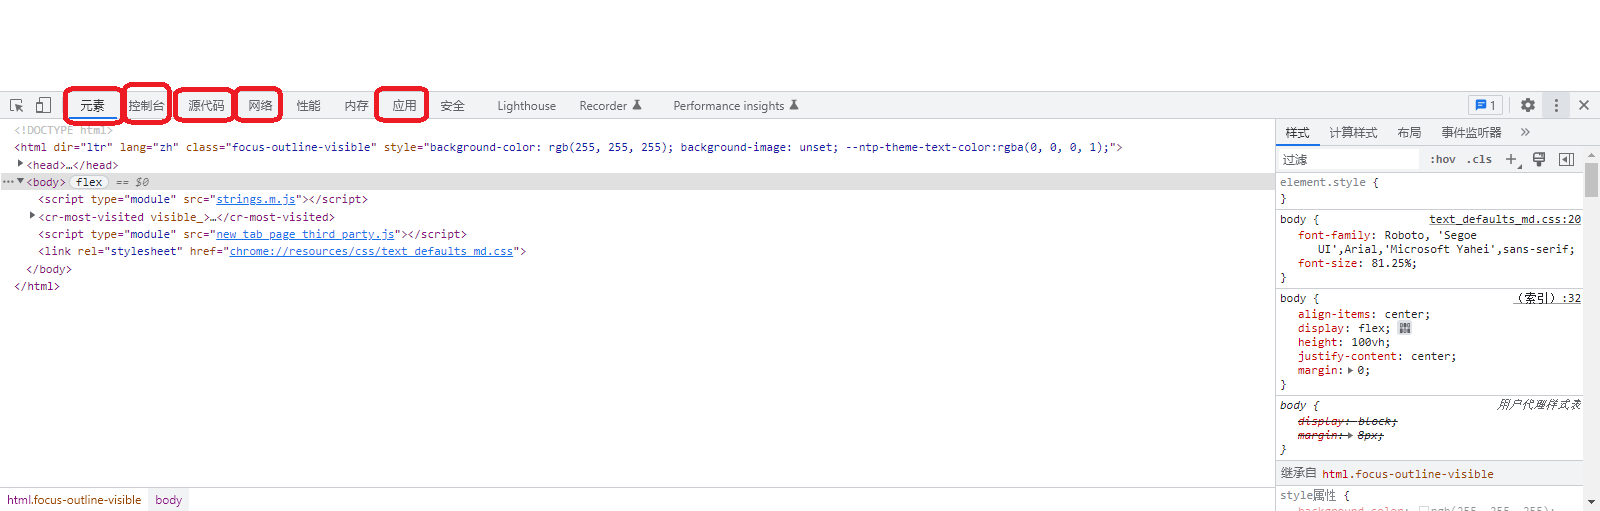 元素 控制台 源代码 网络 性能 内存 应用 安全 Lighthouse Recorder Performance insights 1
<!DOCTYPE html>
<html dir="ltr" lang="zh" class="focus-outline-visible" style="background-color: rgb(255, 255, 255); background-image: unset; --ntp-theme-text-color:rgba(0, 0, 0, 1);">
<head>…</head>
<body> flex == $0
<script type="module" src="strings.m.js"></script>
<cr-most-visited visible_>…</cr-most-visited>
<script type="module" src="new_tab_page_third_party.js"></script>
<link rel="stylesheet" href="chrome://resources/css/text_defaults_md.css">
</body>
</html>
html.focus-outline-visible body
样式 计算样式 布局 事件监听器 »
过滤 :hov .cls +
element.style {
}
body { text_defaults_md.css:20
font-family: Roboto, 'Segoe
UI',Arial,'Microsoft Yahei',sans-serif;
font-size: 81.25%;
}
body { (索引):32
align-items: center;
display: flex;
height: 100vh;
justify-content: center;
margin: 0;
}
body { 用户代理样式表
display: block;
margin: 8px;
}
继承自 html.focus-outline-visible
style属性 {
background-color: rgb(255, 255, 255);